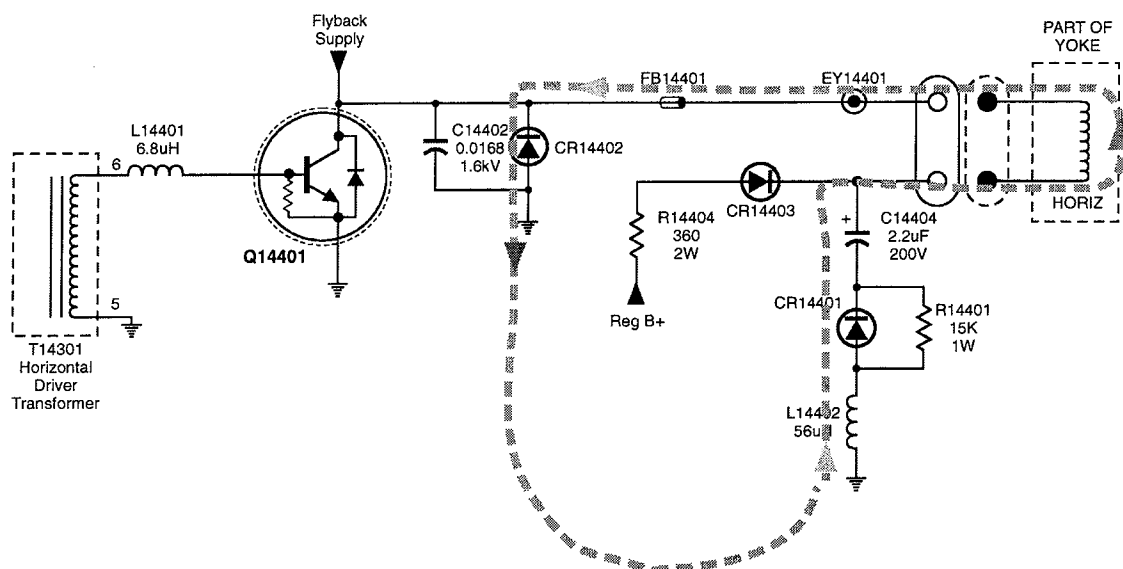 Flyback
Supply
PART OF
YOKE
FB14401
EY14401
L14401
6.8uH
C14402
0.0168
1.6kV
CR14402
6
HORIZ
CR14403
R14404
360
2W
C14404
2.2uF
200V
+
Q14401
CR14401
R14401
15K
1W
5
Reg B+
T14301
Horizontal
Driver
Transformer
L14402